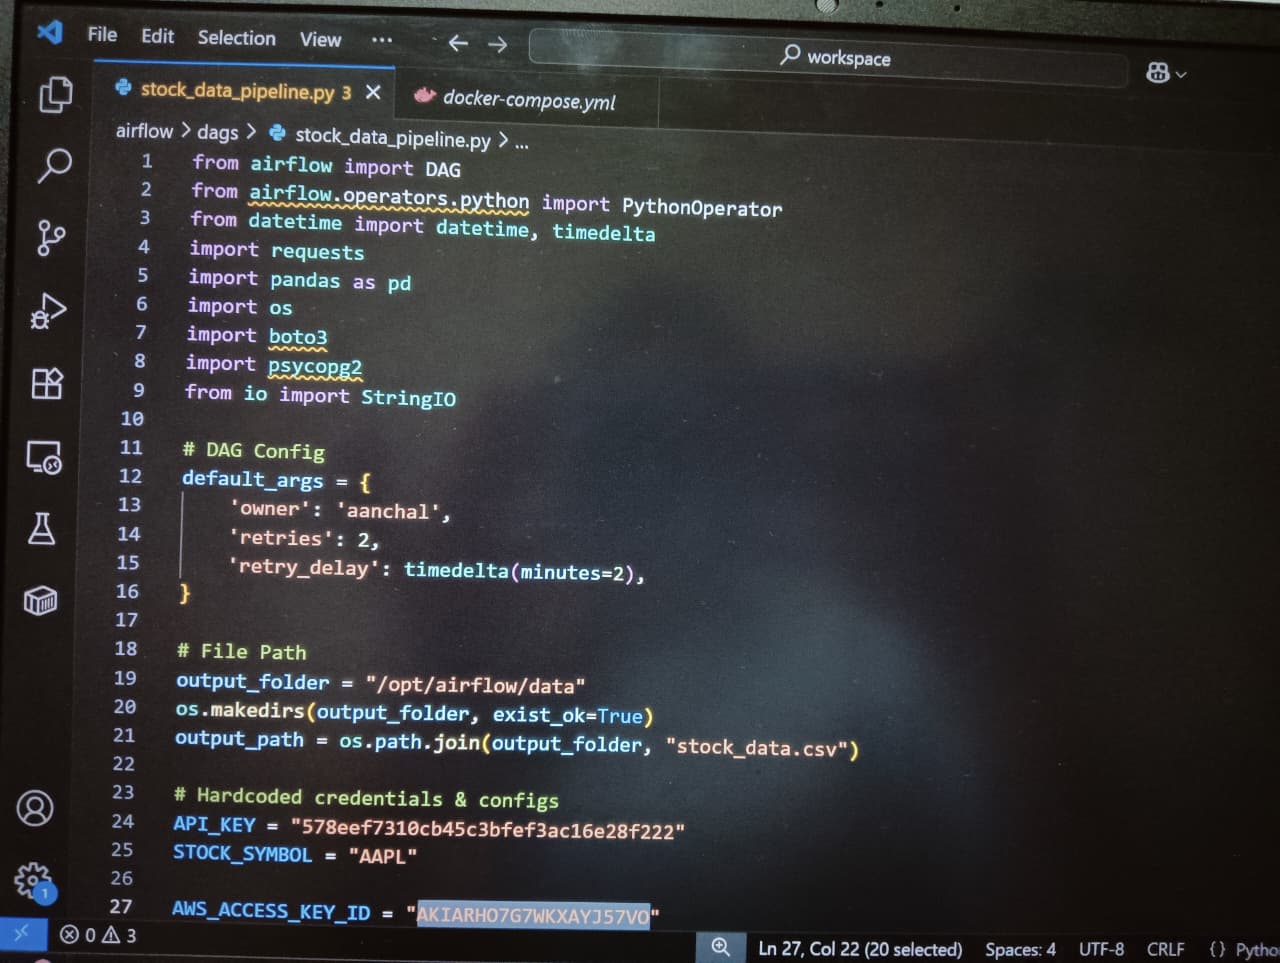 File Edit Selection View ... workspace
stock_data_pipeline.py 3 docker-compose.yml
airflow > dags > stock_data_pipeline.py > ...
1 from airflow import DAG
2 from airflow.operators.python import PythonOperator
3 from datetime import datetime, timedelta
4 import requests
5 import pandas as pd
6 import os
7 import boto3
8 import psycopg2
9 from io import StringIO
10
11 # DAG Config
12 default_args = {
13     'owner': 'aanchal',
14     'retries': 2,
15     'retry_delay': timedelta(minutes=2),
16 }
17
18 # File Path
19 output_folder = "/opt/airflow/data"
20 os.makedirs(output_folder, exist_ok=True)
21 output_path = os.path.join(output_folder, "stock_data.csv")
22
23 # Hardcoded credentials & configs
24 API_KEY = "578eef7310cb45c3bfef3ac16e28f222"
25 STOCK_SYMBOL = "AAPL"
26
27 AWS_ACCESS_KEY_ID = "AKIARHO7G7WKXAYJ57VO"
1
0 3 Ln 27, Col 22 (20 selected) Spaces: 4 UTF-8 CRLF {} Pytho